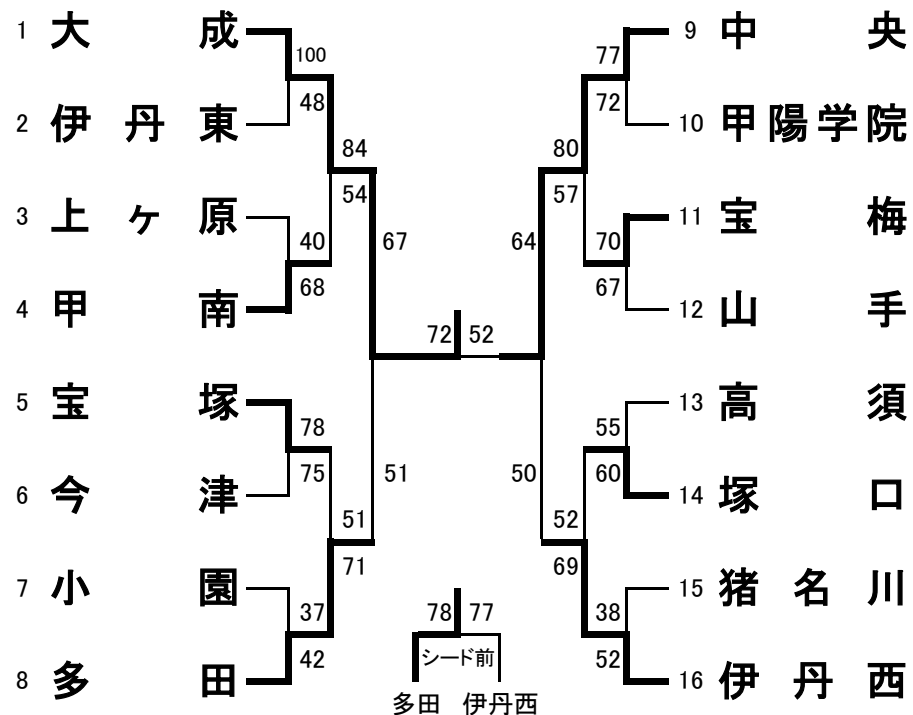 1 大成 100 77 9 中央
48 72
2 伊丹東 10 甲陽学院
84 80
54 57
3 上ヶ原 11 宝梅
40 67 64 70
68 67
4 甲南 12 山手
72 52
5 宝塚 13 高須
78 55
75 51 50 60
6 今津 14 塚口
51 52
71 69
7 小園 15 猪名川
37 78 77 38
42 シード前 52
8 多田 16 伊丹西
多田 伊丹西